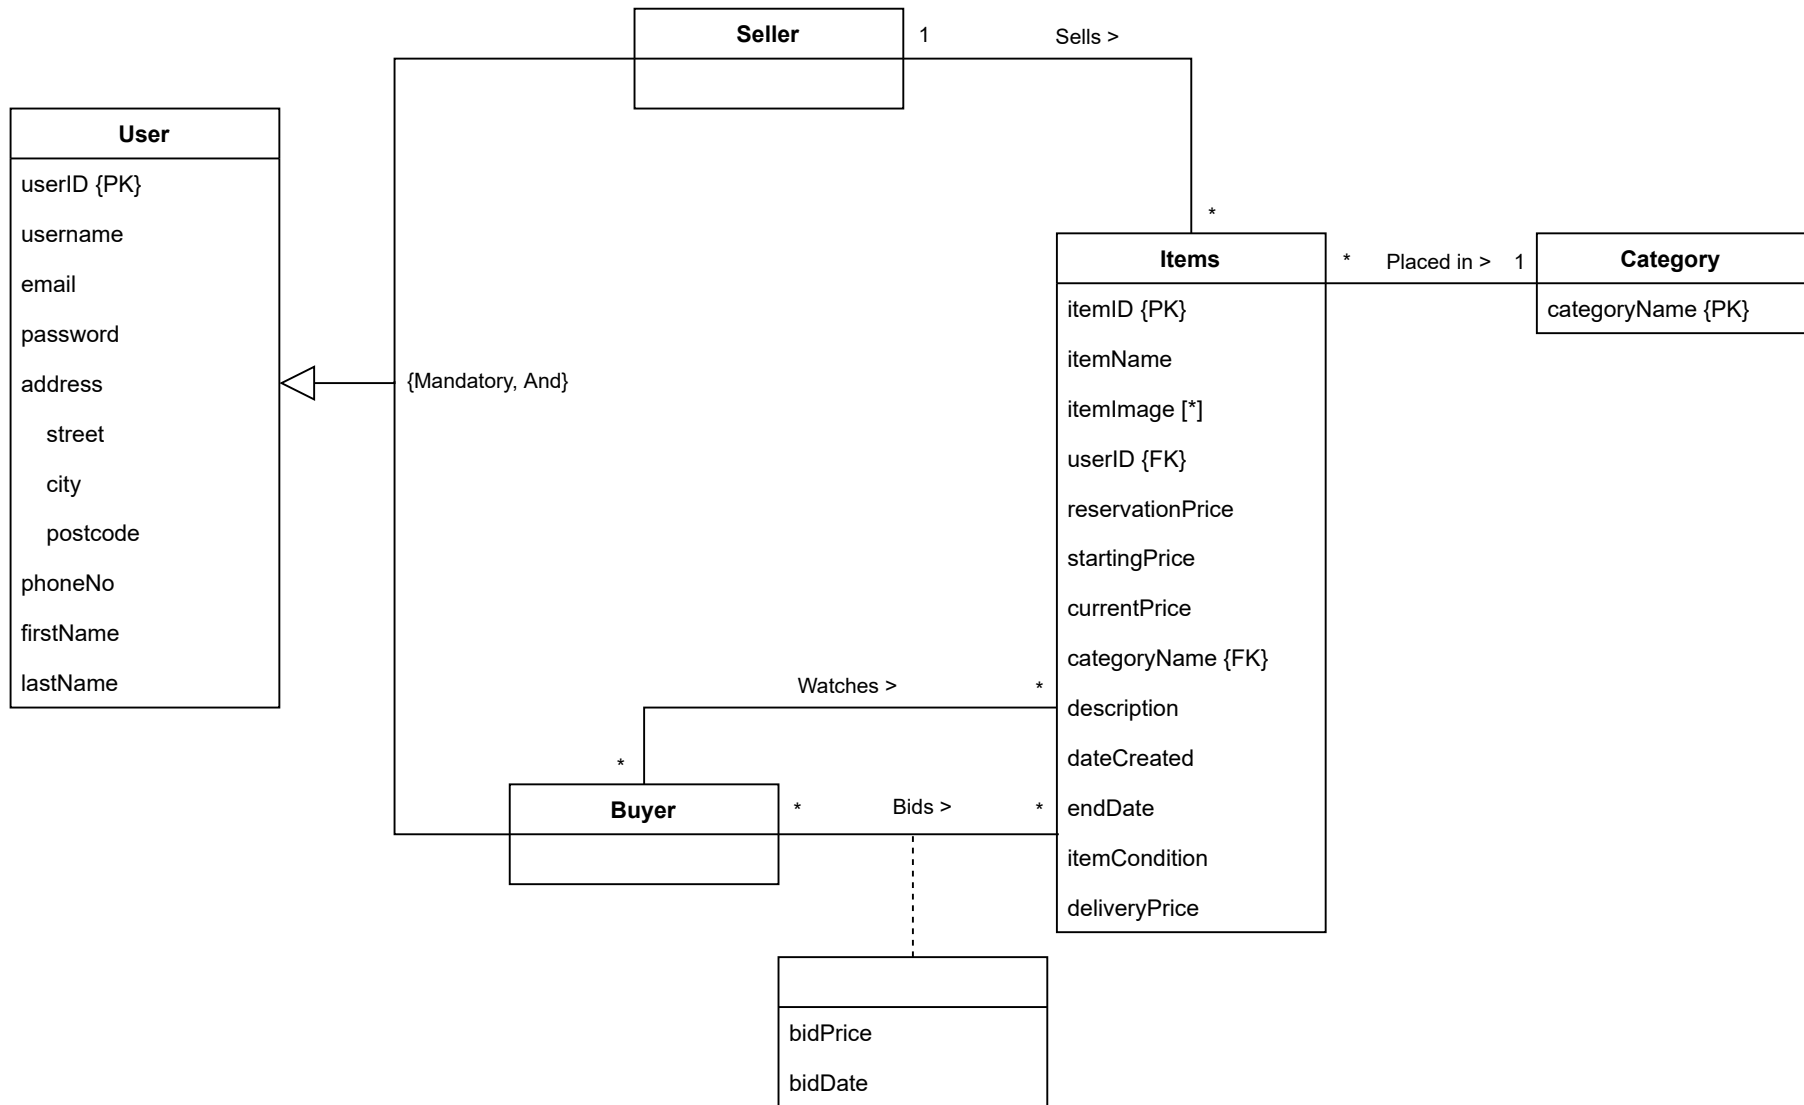 Seller
1
Sells >
User
userID {PK}
username
email
password
address
street
city
postcode
phoneNo
firstName
lastName
{Mandatory, And}
*
Items
itemID {PK}
itemName
itemImage [*]
userID {FK}
reservationPrice
startingPrice
currentPrice
categoryName {FK}
description
dateCreated
endDate
itemCondition
deliveryPrice
*
Placed in >
1
Category
categoryName {PK}
Watches >
*
*
Buyer
*
Bids >
*
bidPrice
bidDate